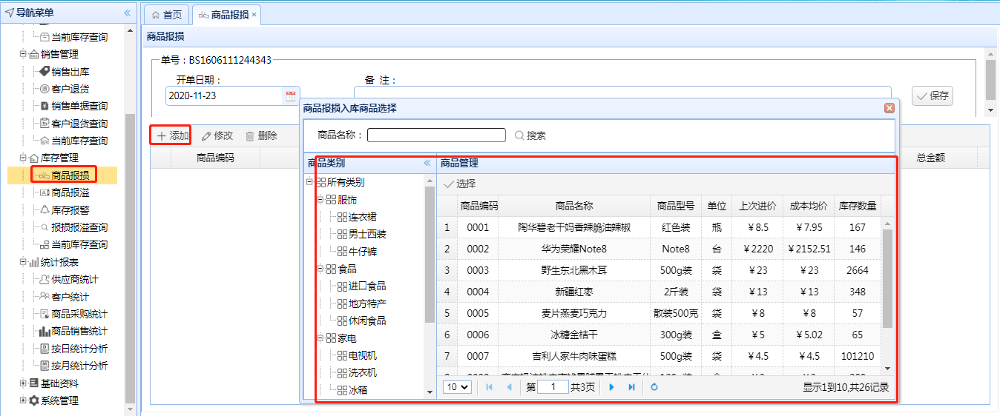 导航菜单
当前库存查询
销售管理
销售出库
客户退货
销售单据查询
客户退货查询
当前库存查询
库存管理
商品报损
商品报溢
库存报警
报损报溢查询
当前库存查询
统计报表
供应商统计
客户统计
商品采购统计
商品销售统计
按日统计分析
按月统计分析
基础资料
系统管理
首页
商品报损 ×
商品报损
单号：BS1606111244343
开单日期：
备 注：
2020-11-23
保存
添加 修改 删除
商品编码
总金额
商品报损入库商品选择
商品名称：
搜索
商品类别
所有类别
服饰
连衣裙
男士西装
牛仔裤
食品
进口食品
地方特产
休闲食品
家电
电视机
洗衣机
冰箱
商品管理
选择
商品编码 商品名称 商品型号 单位 上次进价 成本均价 库存数量
1 0001 陶华碧老干妈香辣脆油辣椒 红色装 瓶 ¥8.5 ¥7.95 167
2 0002 华为荣耀Note8 Note8 台 ¥2220 ¥2152.51 146
3 0003 野生东北黑木耳 500g装 袋 ¥23 ¥23 2664
4 0004 新疆红枣 2斤装 袋 ¥13 ¥13 348
5 0005 麦片燕麦巧克力 散装500克 袋 ¥8 ¥8 57
6 0006 冰糖金桔干 300g装 盒 ¥5 ¥5.02 65
7 0007 吉利人家牛肉味蛋糕 500g装 袋 ¥4.5 ¥4.5 101210
10 第 1 共3页
显示1到10,共26记录